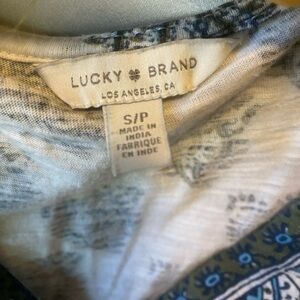 LUCKY BRAND
LOS ANGELES, CA
S/P
MADE IN
INDIA
FABRIQUE
EN INDE